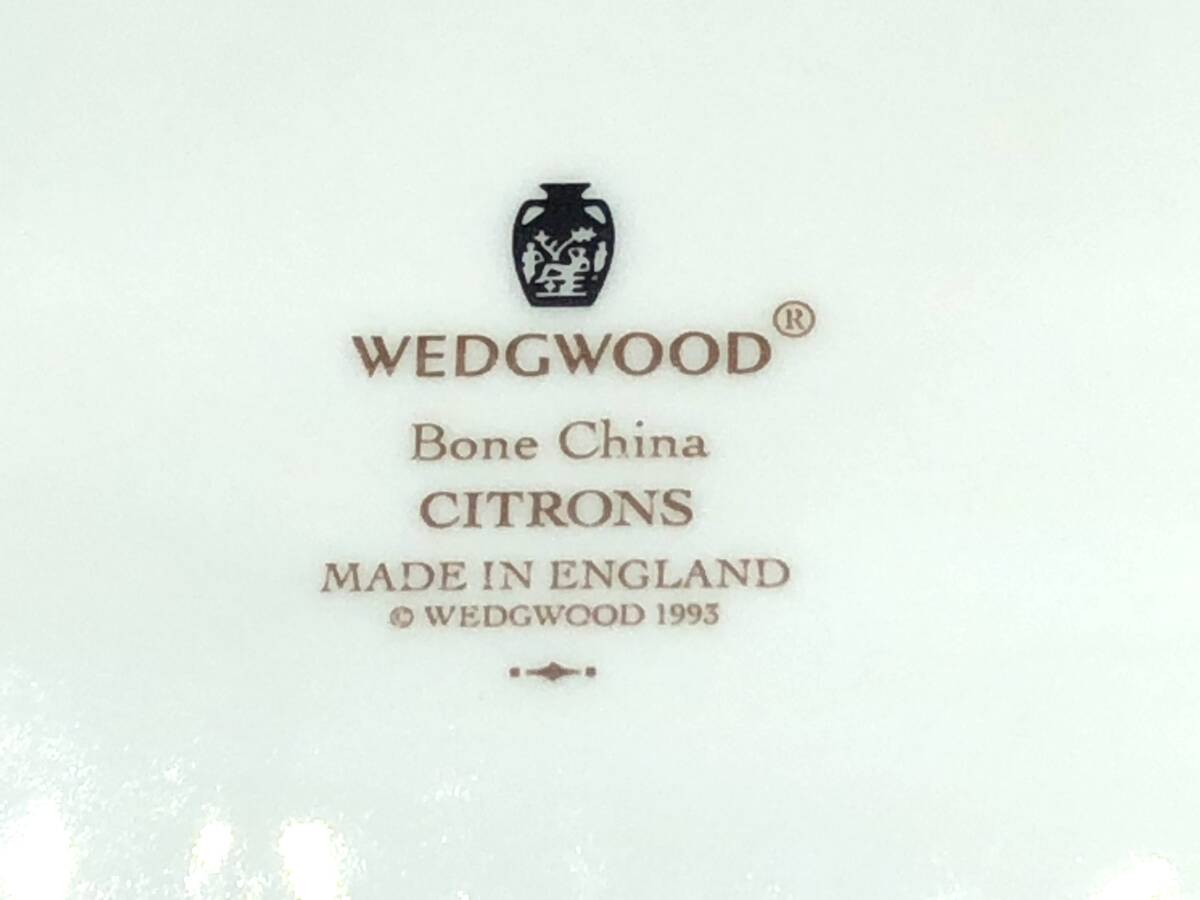 WEDGWOOD®
Bone China
CITRONS
MADE IN ENGLAND
© WEDGWOOD 1993